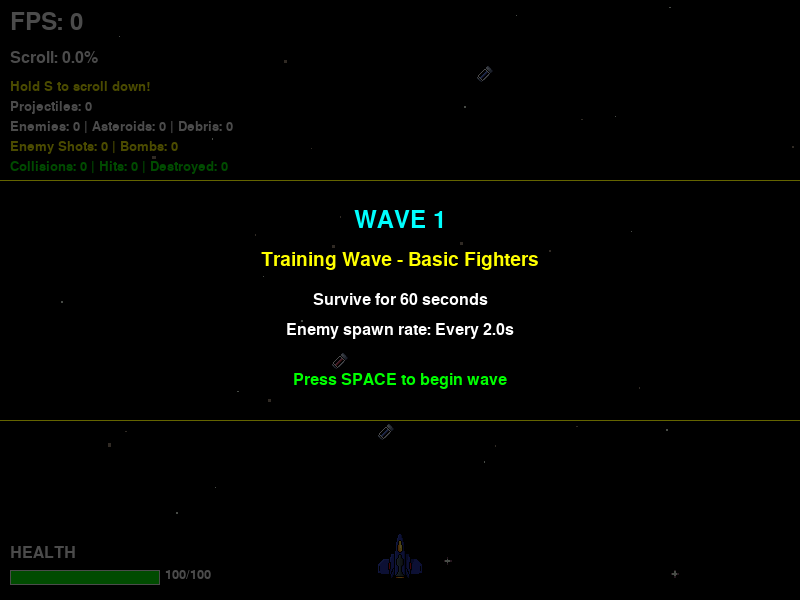 FPS: 0
Scroll: 0.0%
Hold S to scroll down!
Projectiles: 0
Enemies: 0 | Asteroids: 0 | Debris: 0
Enemy Shots: 0 | Bombs: 0
Collisions: 0 | Hits: 0 | Destroyed: 0
WAVE 1
Training Wave - Basic Fighters
Survive for 60 seconds
Enemy spawn rate: Every 2.0s
Press SPACE to begin wave
HEALTH
100/100